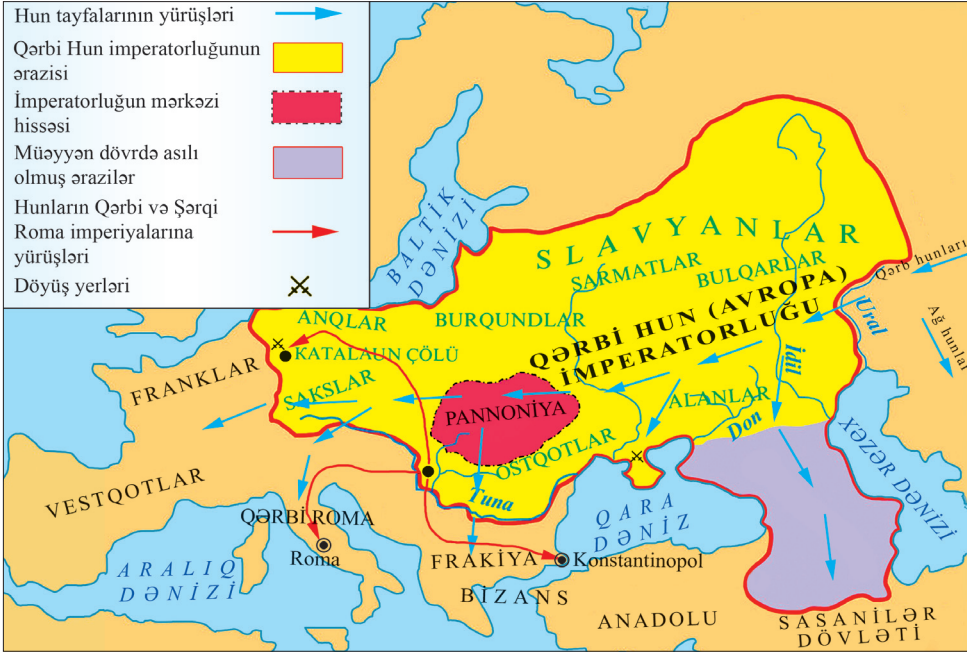 Hun tayfalarının yürüşləri
Qərbi Hun imperatorluğunun
ərazisi
İmperatorluğun mərkəzi
hissəsi
Müəyyən dövrdə asılı
olmuş ərazilər
Hunların Qərbi və Şərqi
Roma imperiyalarına
yürüşləri
Döyüş yerləri
BALTİK
DƏNİZİ
SLAVYANLAR
SARMATLAR
BULQARLAR
Qərb hunları
Ağ hunlar
Ural
ANQLAR
BURQUNDLAR
QƏRBİ HUN (AVROPA)
İMPERATORLUĞU
İdil
KATALAUN ÇÖLÜ
FRANKLAR
SAKSLAR
PANNONİYA
ALANLAR
Don
XƏZƏR DƏNİZİ
OSTQOTLAR
VESTQOTLAR
Tuna
QARA
DƏNİZ
QƏRBİ ROMA
Roma
FRAKİYA
Konstantinopol
ARALIQ
DƏNİZİ
BİZANS
ANADOLU
SASANİLƏR
DÖVLƏTİ